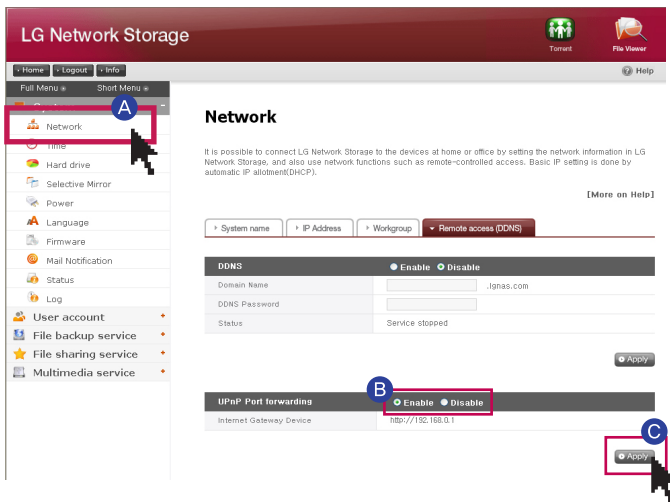 LG Network Storage
Torrent
File Viewer
Home
Logout
Info
Help
Full Menu
Short Menu
A
Network
Time
Hard drive
Selective Mirror
Power
Language
Firmware
Mail Notification
Status
Log
User account
File backup service
File sharing service
Multimedia service
Network
It is possible to connect LG Network Storage to the devices at home or office by setting the network information in LG
Network Storage, and also use network functions such as remote-controlled access. Basic IP setting is done by
automatic IP allotment(DHCP).
[More on Help]
System name
IP Address
Workgroup
Remote access (DDNS)
DDNS Enable Disable
Domain Name .lgnas.com
DDNS Password
Status Service stopped
Apply
B
UPnP Port forwarding Enable Disable
Internet Gateway Device http://192.168.0.1
C
Apply